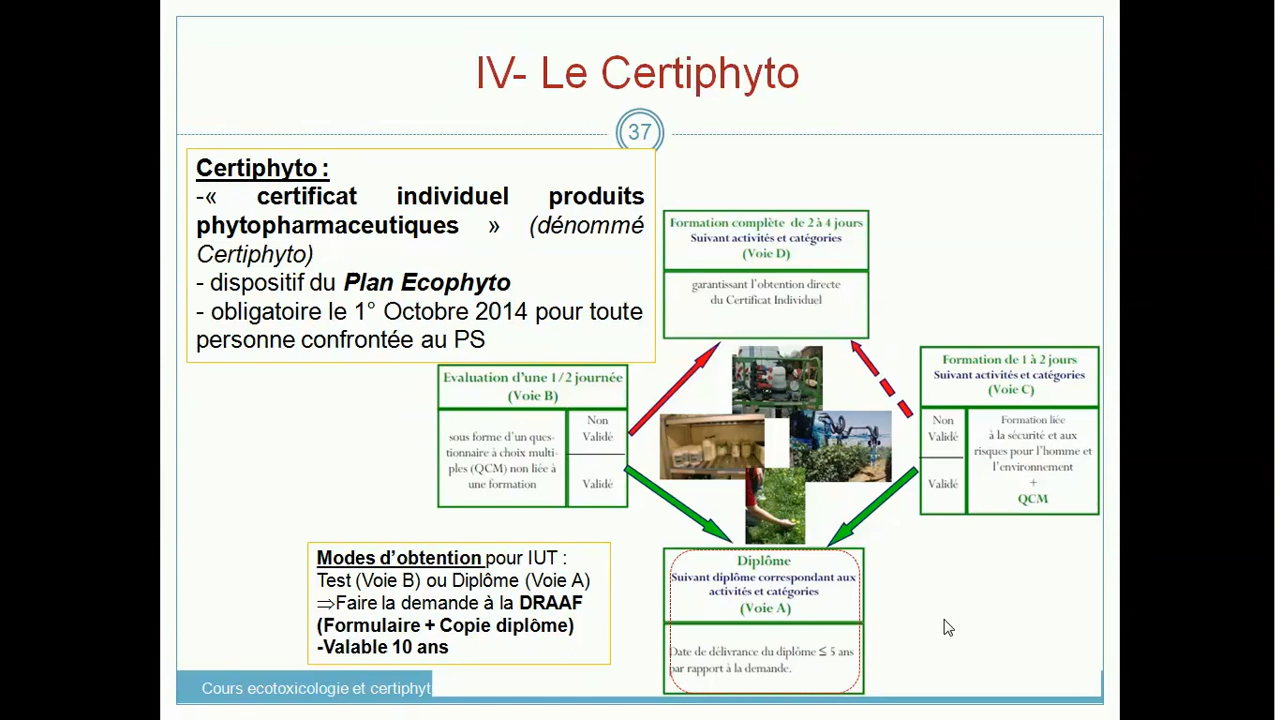 IV- Le Certiphyto
37
Certiphyto :
-« certificat individuel produits
phytopharmaceutiques » (dénommé
Certiphyto)
- dispositif du Plan Ecophyto
- obligatoire le 1° Octobre 2014 pour toute
personne confrontée au PS
Formation complète de 2 à 4 jours
Suivant activités et catégories
(Voie D)
garantissant l'obtention directe
du Certificat Individuel
Evaluation d'une 1/2 journée
(Voie B)
sous forme d'un ques-
tionnaire à choix multi-
ples (QCM) non liée à
une formation
Non
Validé
Validé
Formation de 1 à 2 jours
Suivant activités et catégories
(Voie C)
Non
Validé
Validé
Formation liée
à la sécurité et aux
risques pour l'homme et
l'environnement
+
QCM
Modes d'obtention pour IUT :
Test (Voie B) ou Diplôme (Voie A)
⇒Faire la demande à la DRAAF
(Formulaire + Copie diplôme)
-Valable 10 ans
Diplôme
Suivant diplôme correspondant aux
activités et catégories
(Voie A)
Date de délivrance du diplôme ≤ 5 ans
par rapport à la demande.
Cours ecotoxicologie et certiphyt